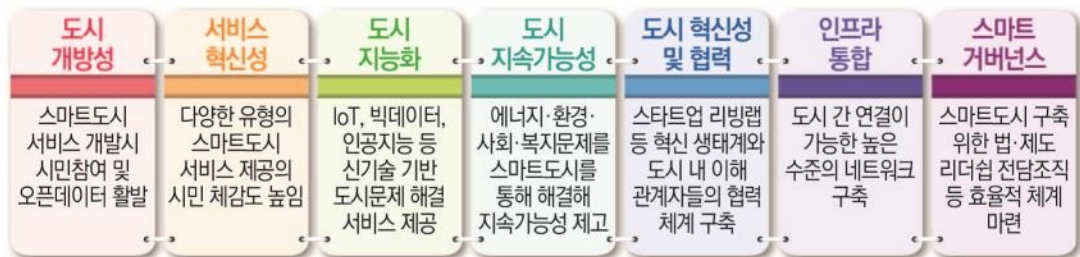 도시
개방성
스마트도시
서비스 개발시
시민참여 및
오픈데이터 활발
서비스
혁신성
다양한 유형의
스마트도시
서비스 제공의
시민 체감도 높임
도시
지능화
IoT, 빅데이터,
인공지능 등
신기술 기반
도시문제 해결
서비스 제공
도시
지속가능성
에너지·환경·
사회·복지문제를
스마트도시를
통해 해결해
지속가능성 제고
도시 혁신성
및 협력
스타트업 리빙랩
등 혁신 생태계와
도시 내 이해
관계자들의 협력
체계 구축
인프라
통합
도시 간 연결이
가능한 높은
수준의 네트워크
구축
스마트
거버넌스
스마트도시 구축
위한 법·제도
리더쉽 전담조직
등 효율적 체계
마련